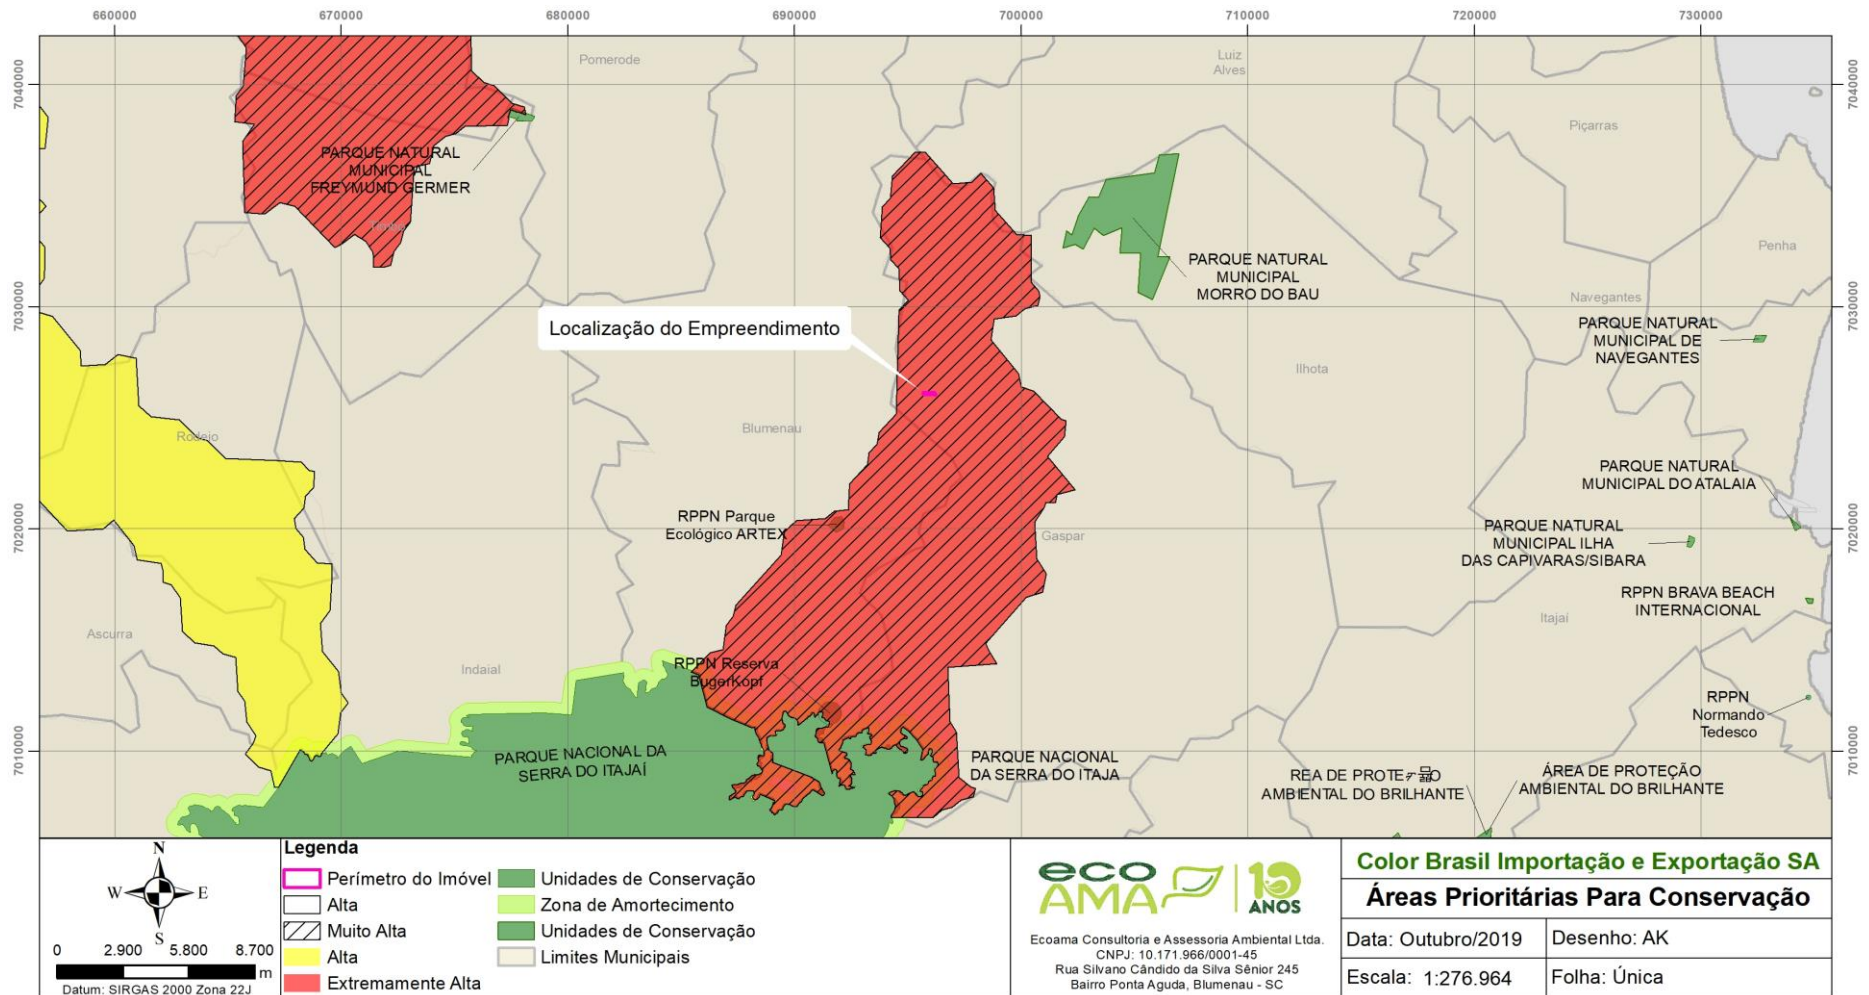 660000
670000
680000
690000
700000
710000
720000
730000
7040000
7030000
7020000
7010000
7040000
7030000
7020000
7010000
Pomerode
Luiz
Alves
Piçarras
Penha
Navegantes
Ilhota
Blumenau
Rodeio
Gaspar
Ascurra
Indaial
Itajaí
PARQUE NATURAL
MUNICIPAL
FREYMUND GERMER
PARQUE NATURAL
MUNICIPAL
MORRO DO BAU
Localização do Empreendimento
PARQUE NATURAL
MUNICIPAL DE
NAVEGANTES
PARQUE NATURAL
MUNICIPAL DO ATALAIA
RPPN Parque
Ecológico ARTEX
PARQUE NATURAL
MUNICIPAL ILHA
DAS CAPIVARAS/SIBARA
RPPN BRAVA BEACH
INTERNACIONAL
RPPN Reserva
BugerKopf
RPPN
Normando
Tedesco
PARQUE NACIONAL DA
SERRA DO ITAJAÍ
PARQUE NACIONAL
DA SERRA DO ITAJA
REA DE PROTE
AMBIENTAL DO BRILHANTE
ÁREA DE PROTEÇÃO
AMBIENTAL DO BRILHANTE
N
W
E
S
0 2.900 5.800 8.700
m
Datum: SIRGAS 2000 Zona 22J
Legenda
Perímetro do Imóvel
Alta
Muito Alta
Alta
Extremamente Alta
Unidades de Conservação
Zona de Amortecimento
Unidades de Conservação
Limites Municipais
eco
AMA
10
ANOS
Ecoama Consultoria e Assessoria Ambiental Ltda.
CNPJ: 10.171.966/0001-45
Rua Silvano Cândido da Silva Sênior 245
Bairro Ponta Aguda, Blumenau - SC
Color Brasil Importação e Exportação SA
Áreas Prioritárias Para Conservação
Data: Outubro/2019
Desenho: AK
Escala: 1:276.964
Folha: Única